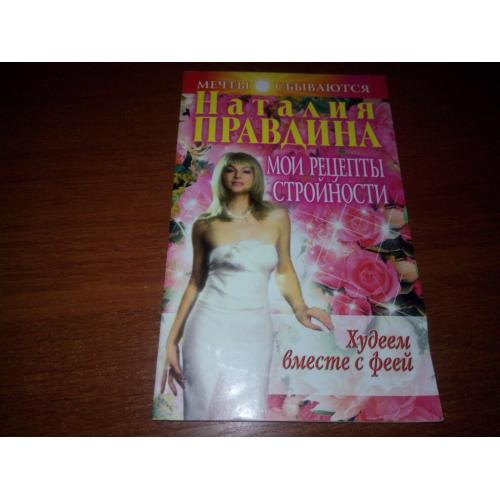 МЕЧТЫ СБЫВАЮТСЯ
Наталия
ПРАВДИНА
МОИ РЕЦЕПТЫ
СТРОЙНОСТИ
Худеем
вместе с феей